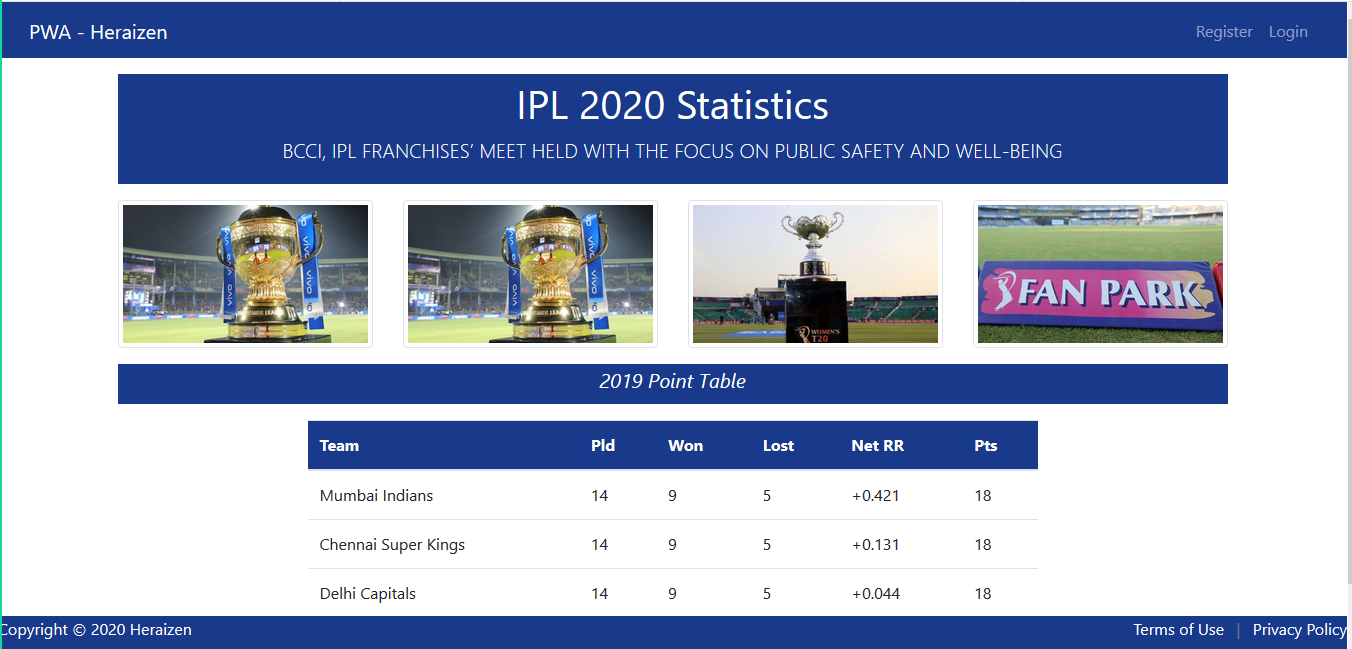 PWA - Heraizen Register Login
IPL 2020 Statistics
BCCI, IPL FRANCHISES’ MEET HELD WITH THE FOCUS ON PUBLIC SAFETY AND WELL-BEING
VIVO VIVO
VIVO VIVO
WOMEN'S
T20
FAN PARK
2019 Point Table
Team Pld Won Lost Net RR Pts
Mumbai Indians 14 9 5 +0.421 18
Chennai Super Kings 14 9 5 +0.131 18
Delhi Capitals 14 9 5 +0.044 18
Copyright © 2020 Heraizen Terms of Use | Privacy Policy